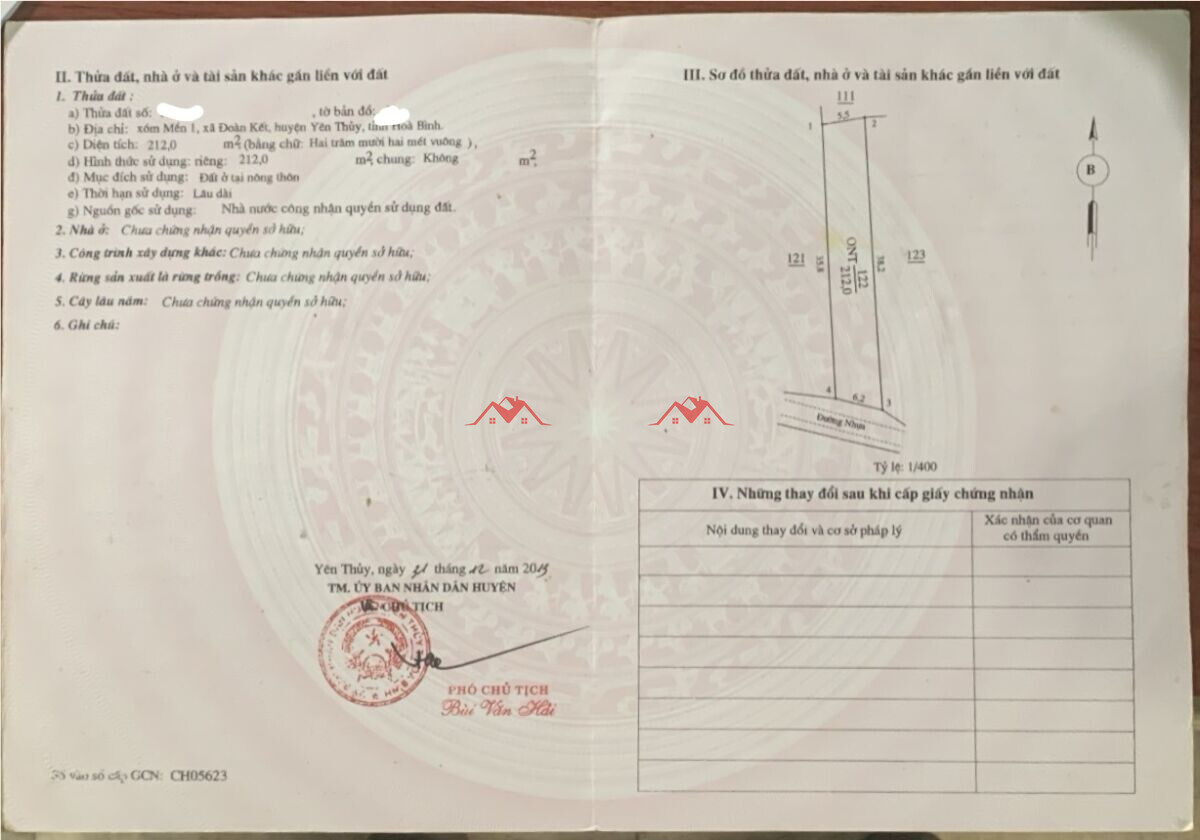 II. Thửa đất, nhà ở và tài sản khác gắn liền với đất
1. Thửa đất :
a) Thửa đất số: , tờ bản đồ:
b) Địa chỉ: xóm Mền 1, xã Đoàn Kết, huyện Yên Thủy, tỉnh Hoà Bình.
c) Diện tích: 212,0 m², (bằng chữ: Hai trăm mười hai mét vuông ),
d) Hình thức sử dụng: riêng: 212,0 m², chung: Không m².
đ) Mục đích sử dụng: Đất ở tại nông thôn
e) Thời hạn sử dụng: Lâu dài
g) Nguồn gốc sử dụng: Nhà nước công nhận quyền sử dụng đất.
2. Nhà ở: Chưa chứng nhận quyền sở hữu;
3. Công trình xây dựng khác: Chưa chứng nhận quyền sở hữu;
4. Rừng sản xuất là rừng trồng: Chưa chứng nhận quyền sở hữu;
5. Cây lâu năm: Chưa chứng nhận quyền sở hữu;
6. Ghi chú:
Yên Thủy, ngày 31 tháng 12 năm 2015
TM. ỦY BAN NHÂN DÂN HUYỆN
CHỦ TỊCH
PHÓ CHỦ TỊCH
Bùi Văn Hải
Số vào sổ cấp GCN: CH05623
III. Sơ đồ thửa đất, nhà ở và tài sản khác gắn liền với đất
111
5,5
1
2
B
121
35,8
ONT 122
212,0
38,2
123
4
6,2
3
Đường Nhựa
Tỷ lệ: 1/400
IV. Những thay đổi sau khi cấp giấy chứng nhận
Nội dung thay đổi và cơ sở pháp lý
Xác nhận của cơ quan
có thẩm quyền